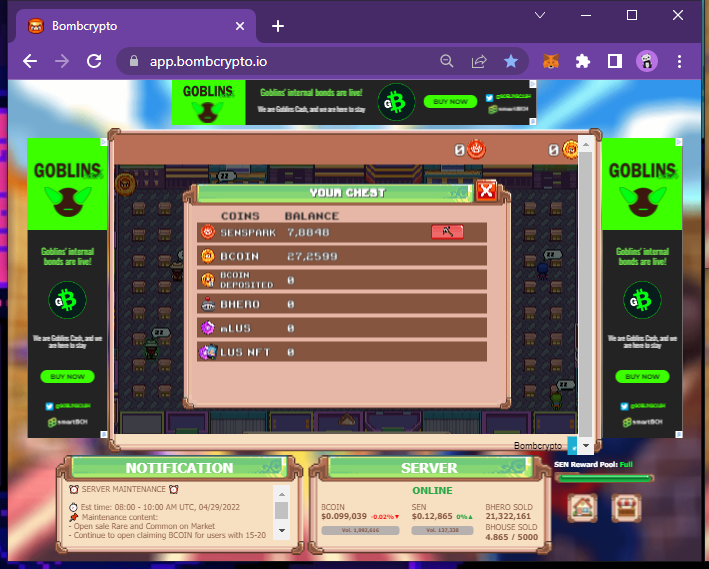 Bombcrypto
app.bombcrypto.io
GOBLINS
Goblins' internal bonds are live!
We are Goblins Cash, and we are here to stay
BUY NOW
smartBCH
0
0
GOBLINS
Goblins' internal
bonds are live!
We are Goblins Cash, and we
are here to stay
BUY NOW
@GOBLINSCASH
smartBCH
YOUR CHEST
COINS BALANCE
SENSPARK 7,8848
BCOIN 27,2599
BCOIN
DEPOSITED 0
BHERO 0
mLUS 0
LUS NFT 0
GOBLINS
Goblins' internal
bonds are live!
We are Goblins Cash, and we
are here to stay
BUY NOW
@GOBLINSCASH
smartBCH
Bombcrypto
NOTIFICATION
SERVER MAINTENANCE
Est time: 08:00 - 10:00 AM UTC, 04/29/2022
Maintenance content:
- Open sale Rare and Common on Market
- Continue to open claiming BCOIN for users with 15-20
SERVER
ONLINE
BCOIN
$0.099,039 -0.02%▼
SEN
$0.12,865 0%▲
BHERO SOLD
21,322,161
BHOUSE SOLD
4.865 / 5000
SEN Reward Pool: Full